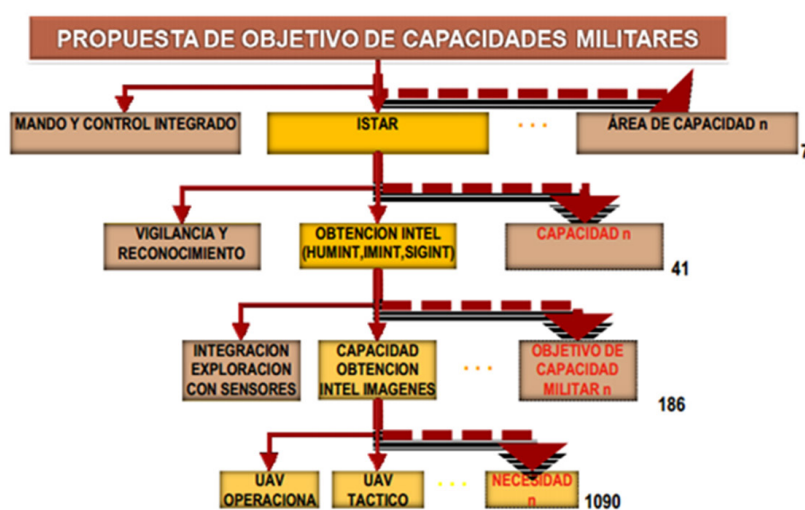 PROPUESTA DE OBJETIVO DE CAPACIDADES MILITARES
MANDO Y CONTROL INTEGRADO
ISTAR
. . .
ÁREA DE CAPACIDAD n
7
VIGILANCIA Y
RECONOCIMIENTO
OBTENCION INTEL
(HUMINT,IMINT,SIGINT)
CAPACIDAD n
41
INTEGRACION
EXPLORACION
CON SENSORES
CAPACIDAD
OBTENCION
INTEL IMAGENES
. . .
OBJETIVO DE
CAPACIDAD
MILITAR n
186
UAV
OPERACIONA
UAV
TACTICO
. . .
NECESIDAD
n
1090